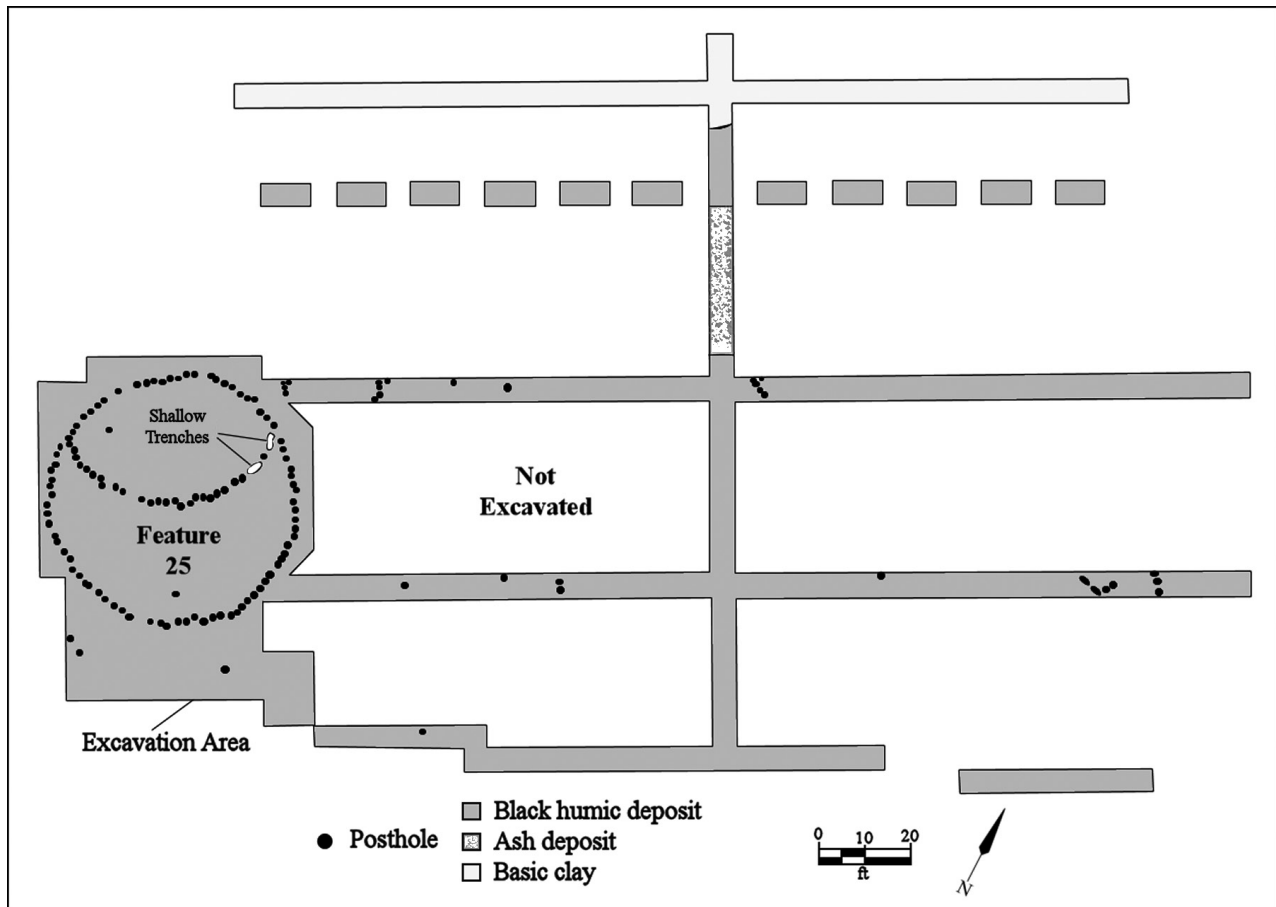 Shallow
Trenches
Not
Excavated
Feature
25
Excavation Area
Posthole
Black humic deposit
Ash deposit
Basic clay
0 10 20
ft
N